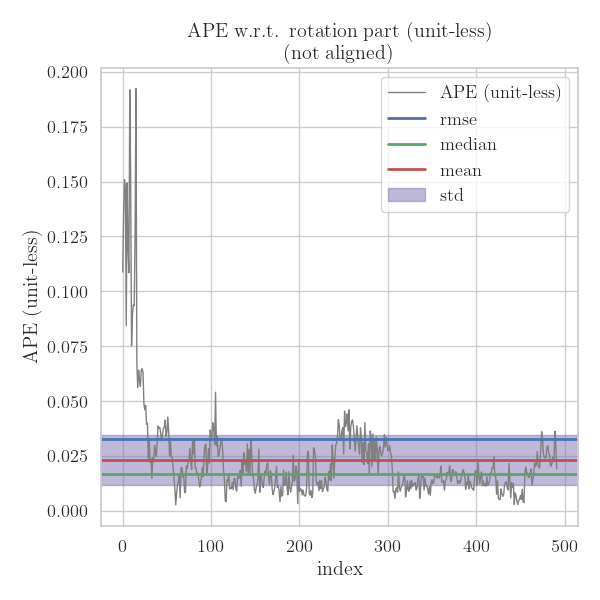 APE w.r.t. rotation part (unit-less)
(not aligned)
APE (unit-less)
rmse
median
mean
std
APE (unit-less)
0.200
0.175
0.150
0.125
0.100
0.075
0.050
0.025
0.000
0
100
200
300
400
500
index